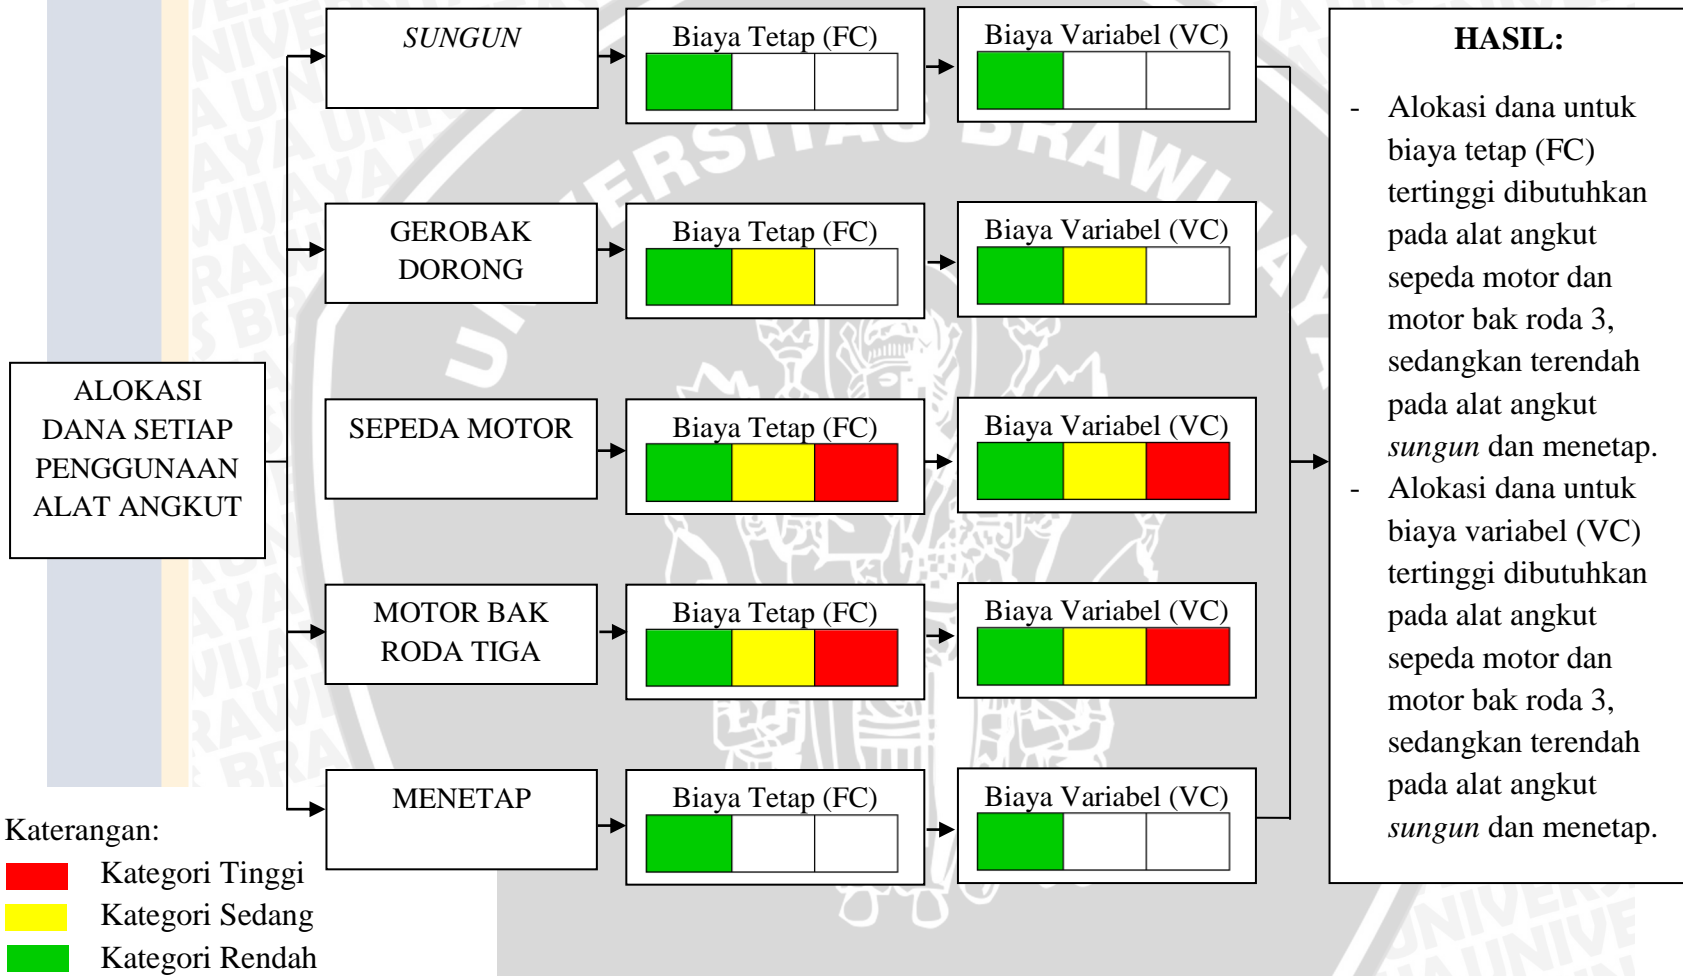 ALOKASI
DANA SETIAP
PENGGUNAAN
ALAT ANGKUT
SUNGUN
Biaya Tetap (FC)
Biaya Variabel (VC)
GEROBAK
DORONG
Biaya Tetap (FC)
Biaya Variabel (VC)
SEPEDA MOTOR
Biaya Tetap (FC)
Biaya Variabel (VC)
MOTOR BAK
RODA TIGA
Biaya Tetap (FC)
Biaya Variabel (VC)
MENETAP
Biaya Tetap (FC)
Biaya Variabel (VC)
HASIL:
- Alokasi dana untuk
biaya tetap (FC)
tertinggi dibutuhkan
pada alat angkut
sepeda motor dan
motor bak roda 3,
sedangkan terendah
pada alat angkut
sungun dan menetap.
- Alokasi dana untuk
biaya variabel (VC)
tertinggi dibutuhkan
pada alat angkut
sepeda motor dan
motor bak roda 3,
sedangkan terendah
pada alat angkut
sungun dan menetap.
Katerangan:
Kategori Tinggi
Kategori Sedang
Kategori Rendah
UNIVERSITAS BRAWIJAYA